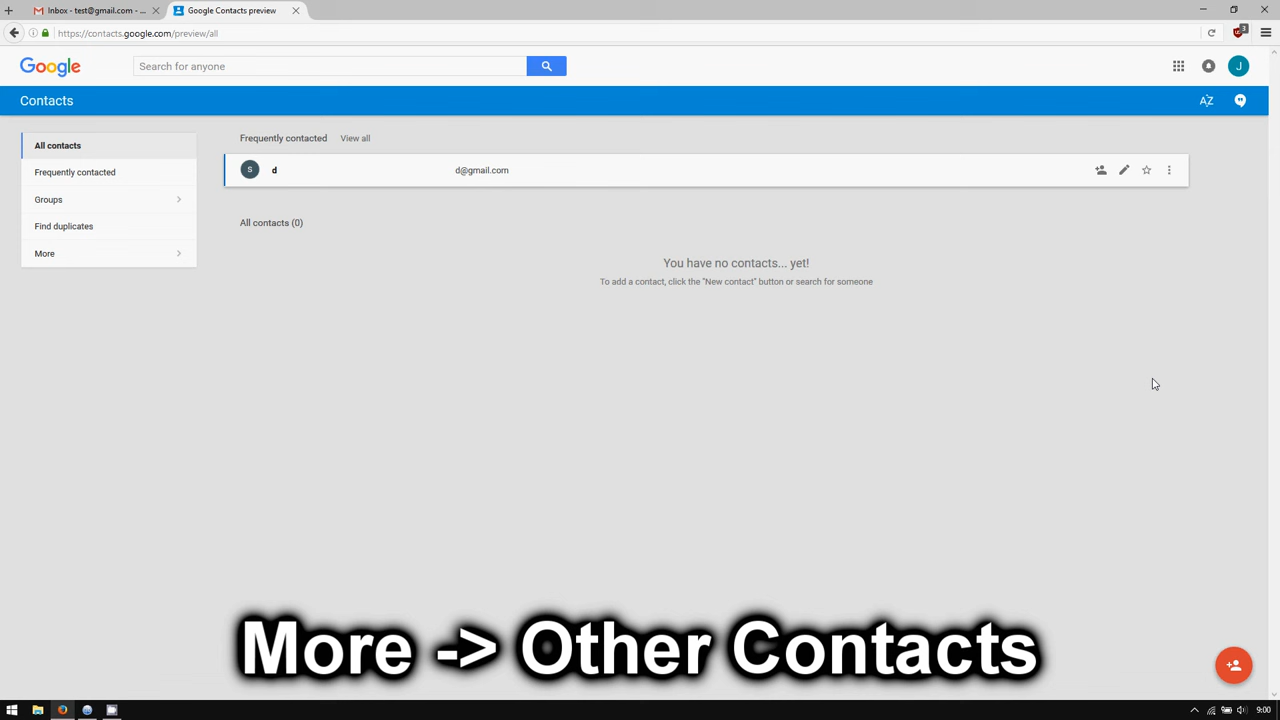 Inbox - test@gmail.com - ...
Google Contacts preview
https://contacts.google.com/preview/all
3
Google
Search for anyone
J
Contacts
AZ
All contacts
Frequently contacted
Groups
Find duplicates
More
Frequently contacted View all
S d d@gmail.com
All contacts (0)
You have no contacts... yet!
To add a contact, click the "New contact" button or search for someone
More -> Other Contacts
9:00